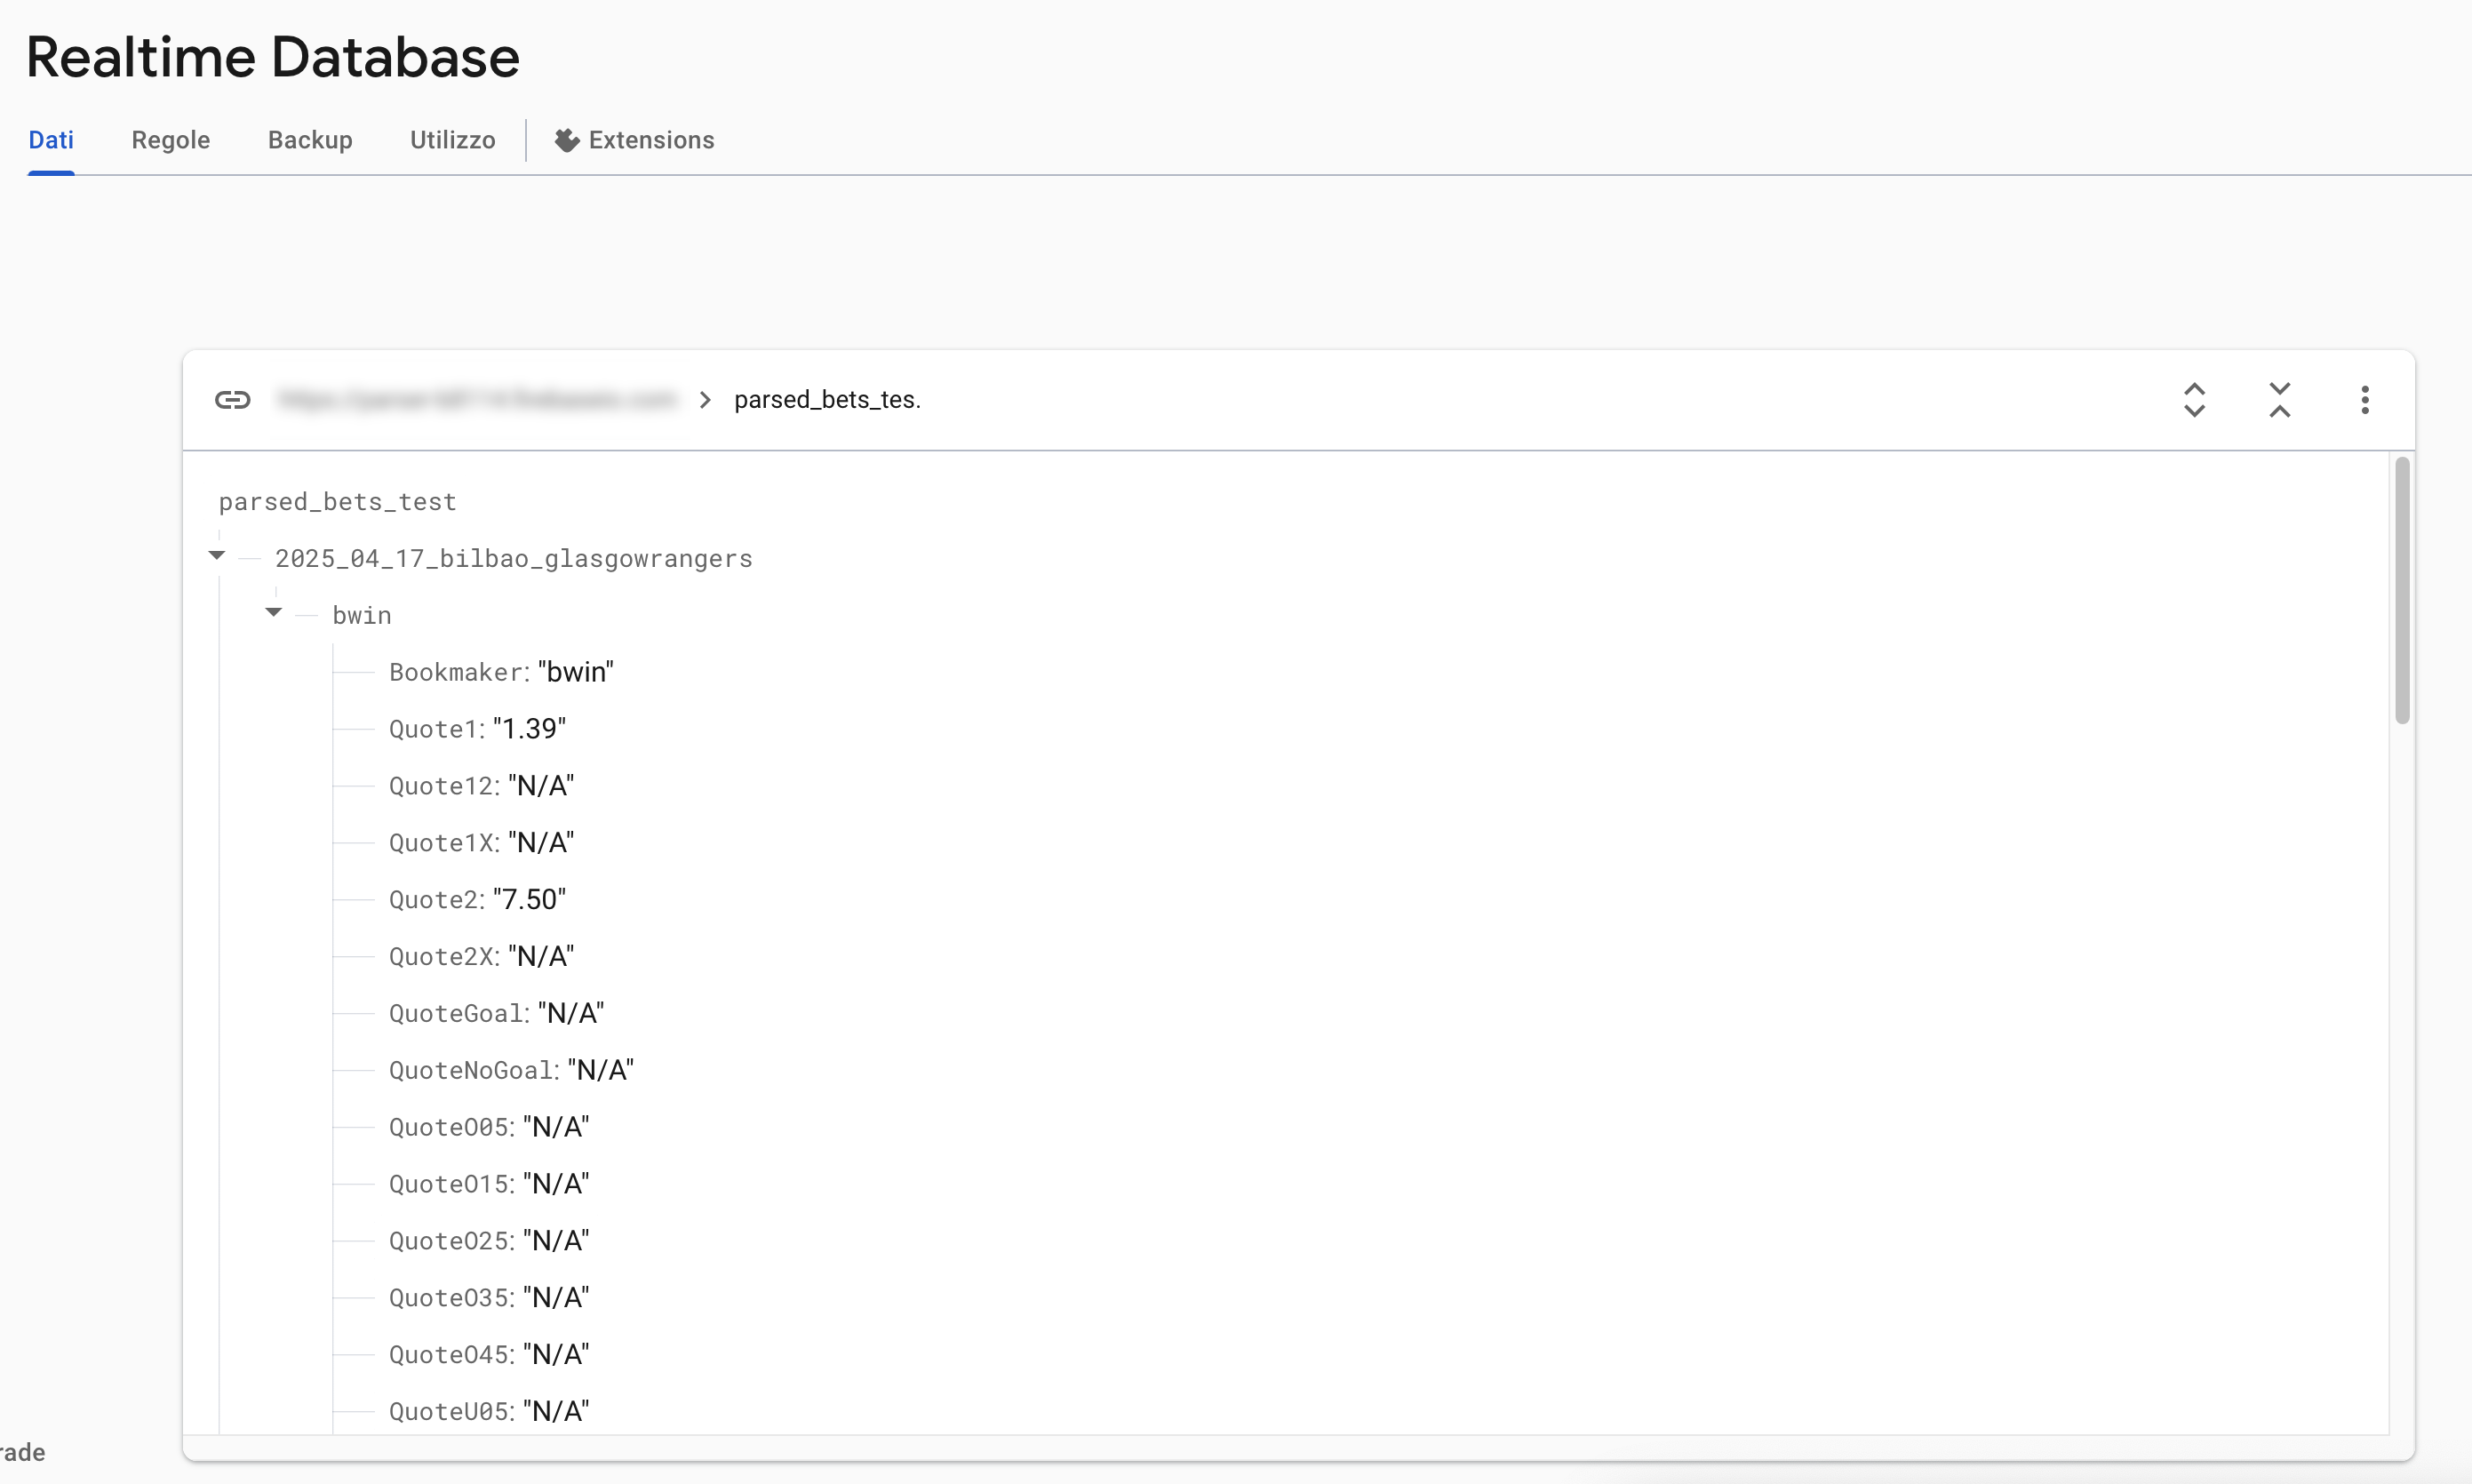 Realtime Database
Dati Regole Backup Utilizzo Extensions
parsed_bets_tes.
parsed_bets_test
2025_04_17_bilbao_glasgowrangers
bwin
Bookmaker: "bwin"
Quote1: "1.39"
Quote12: "N/A"
Quote1X: "N/A"
Quote2: "7.50"
Quote2X: "N/A"
QuoteGoal: "N/A"
QuoteNoGoal: "N/A"
QuoteO05: "N/A"
QuoteO15: "N/A"
QuoteO25: "N/A"
QuoteO35: "N/A"
QuoteO45: "N/A"
QuoteU05: "N/A"
rade